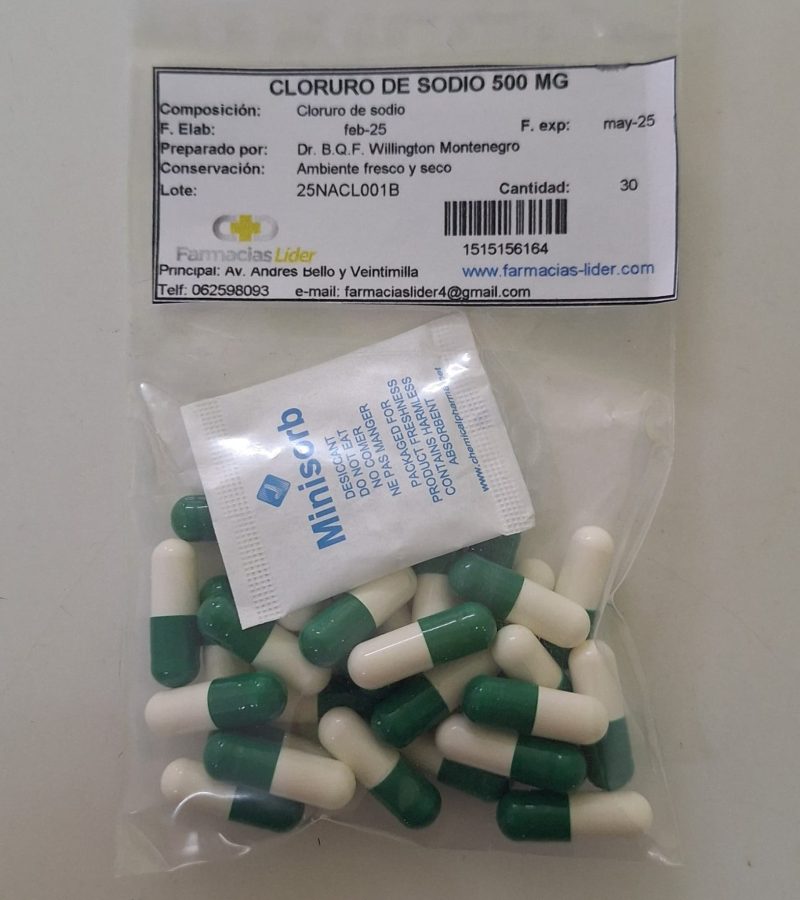 CLORURO DE SODIO 500 MG
Composición: Cloruro de sodio
F. Elab: feb-25 F. exp: may-25
Preparado por: Dr. B.Q.F. Willington Montenegro
Conservación: Ambiente fresco y seco
Lote: 25NACL001B Cantidad: 30
1515156164
Farmacias Lider
Principal: Av. Andres Bello y Veintimilla www.farmacias-lider.com
Telf: 062598093 e-mail: farmaciaslider4@gmail.com
Minisorb
DESICCANT
DO NOT EAT
NO COMER
NE PAS MANGER
PACKAGED FOR
PACKAGE FRESHNESS
PRODUCT HARMLESS
CONTAINS ABSORBENT
ABSORBER